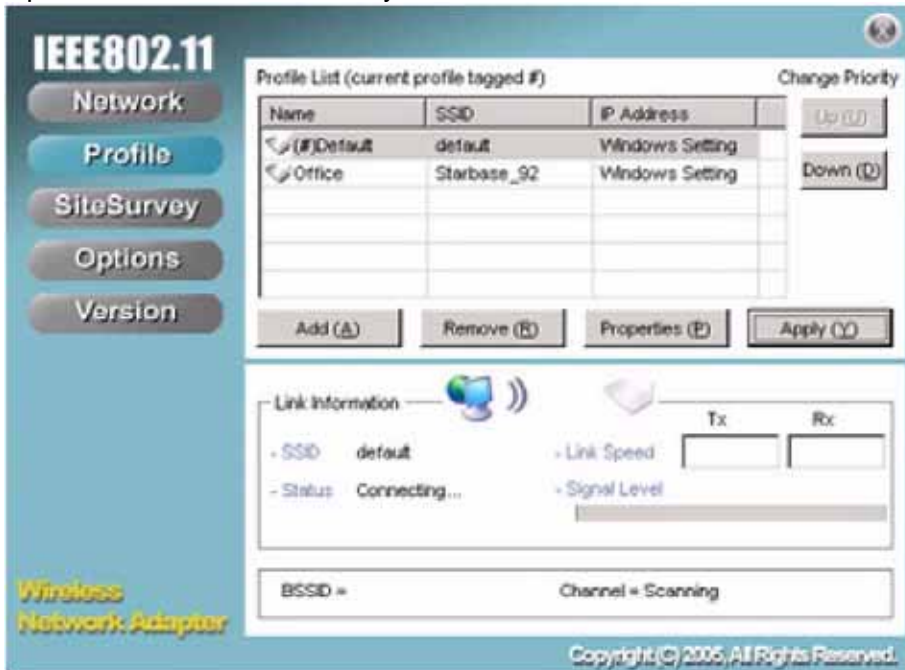 IEEE802.11
Network
Profile
SiteSurvey
Options
Version
Profile List (current profile tagged #)
Change Priority
Name SSID IP Address
(#)Default default Windows Setting
Office Starbase_92 Windows Setting
Up (U)
Down (D)
Add (A) Remove (R) Properties (P) Apply (Y)
Link Information
Tx Rx
- SSID default - Link Speed
- Status Connecting... - Signal Level
BSSID = Channel = Scanning
Wireless
Network Adapter
Copyright (C) 2005, All Rights Reserved.